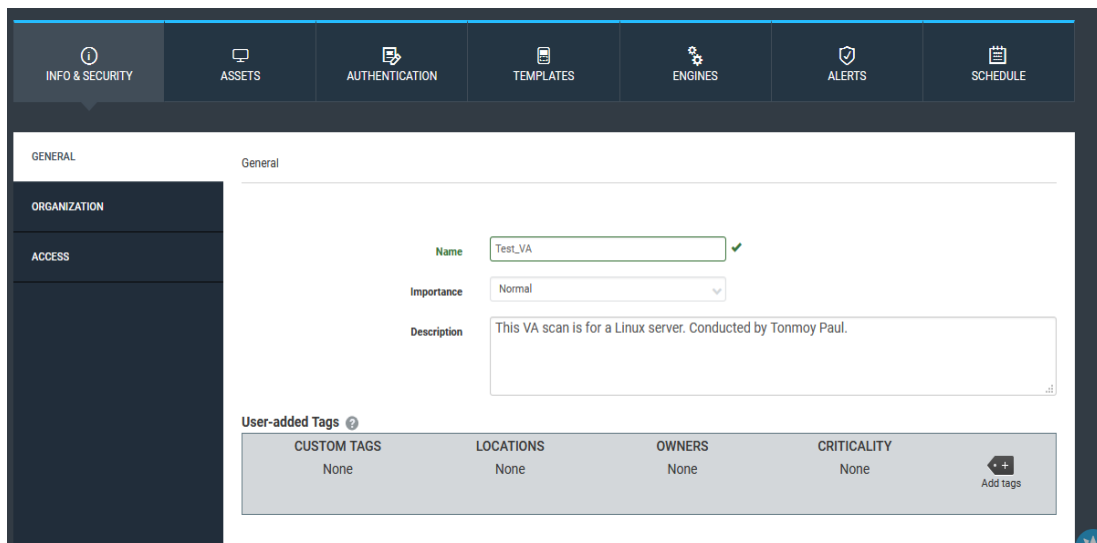 INFO & SECURITY
ASSETS
AUTHENTICATION
TEMPLATES
ENGINES
ALERTS
SCHEDULE
GENERAL
ORGANIZATION
ACCESS
General
Name
Test_VA
Importance
Normal
Description
This VA scan is for a Linux server. Conducted by Tonmoy Paul.
User-added Tags ?
CUSTOM TAGS LOCATIONS OWNERS CRITICALITY
None None None None
Add tags